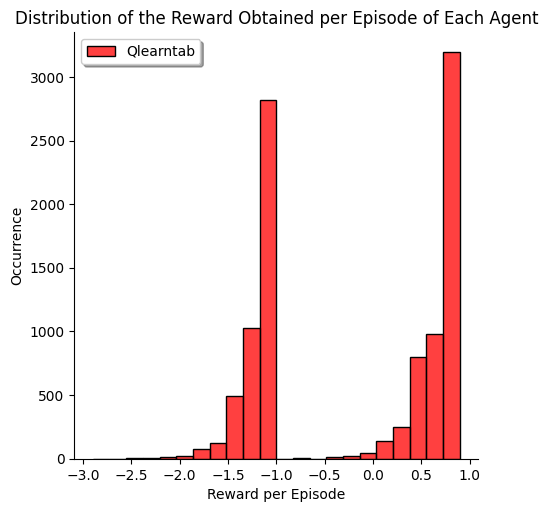 Distribution of the Reward Obtained per Episode of Each Agent
Qlearntab
3000
2500
2000
1500
1000
500
0
Occurrence
−3.0 −2.5 −2.0 −1.5 −1.0 −0.5 0.0 0.5 1.0
Reward per Episode